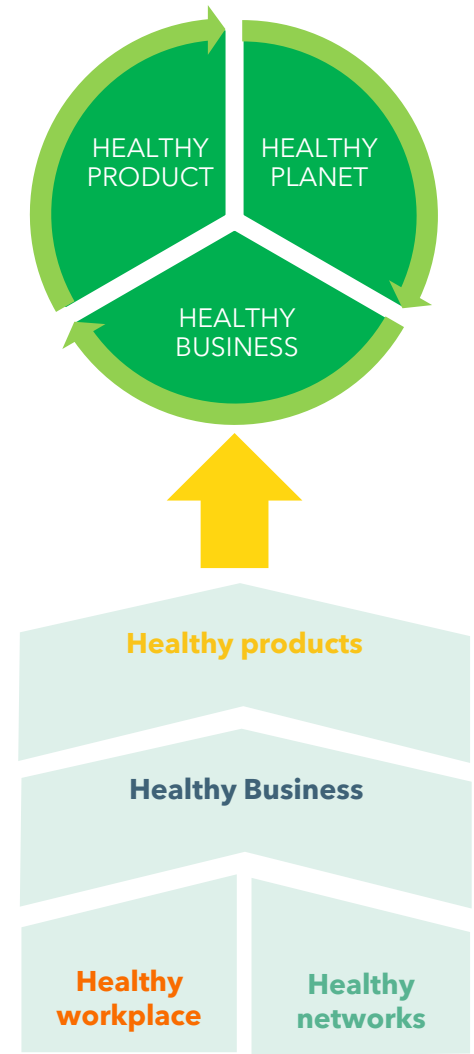 HEALTHY
PRODUCT
HEALTHY
PLANET
HEALTHY
BUSINESS
Healthy products
Healthy Business
Healthy
workplace
Healthy
networks